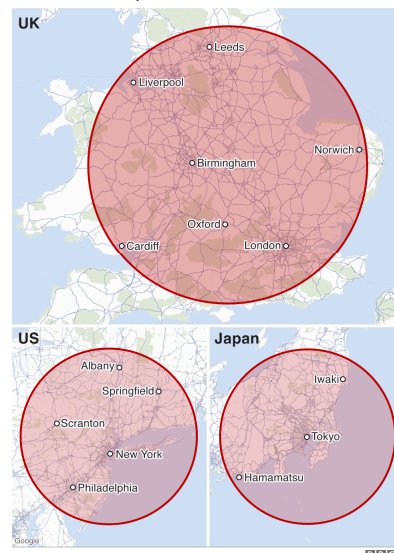 UK
Leeds
Liverpool
Norwich
Birmingham
Oxford
Cardiff
London
US
Japan
Albany
Iwaki
Springfield
Scranton
Tokyo
New York
Hamamatsu
Philadelphia
Google